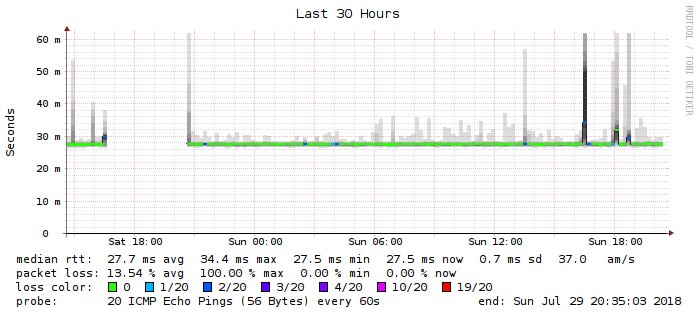 Last 30 Hours
RRDTOOL / TOBI OETIKER
Seconds
60 m
50 m
40 m
30 m
20 m
10 m
0
Sat 18:00 Sun 00:00 Sun 06:00 Sun 12:00 Sun 18:00
median rtt: 27.7 ms avg 34.4 ms max 27.5 ms min 27.5 ms now 0.7 ms sd 37.0 am/s
packet loss: 13.54 % avg 100.00 % max 0.00 % min 0.00 % now
loss color: 0 1/20 2/20 3/20 4/20 10/20 19/20
probe: 20 ICMP Echo Pings (56 Bytes) every 60s end: Sun Jul 29 20:35:03 2018